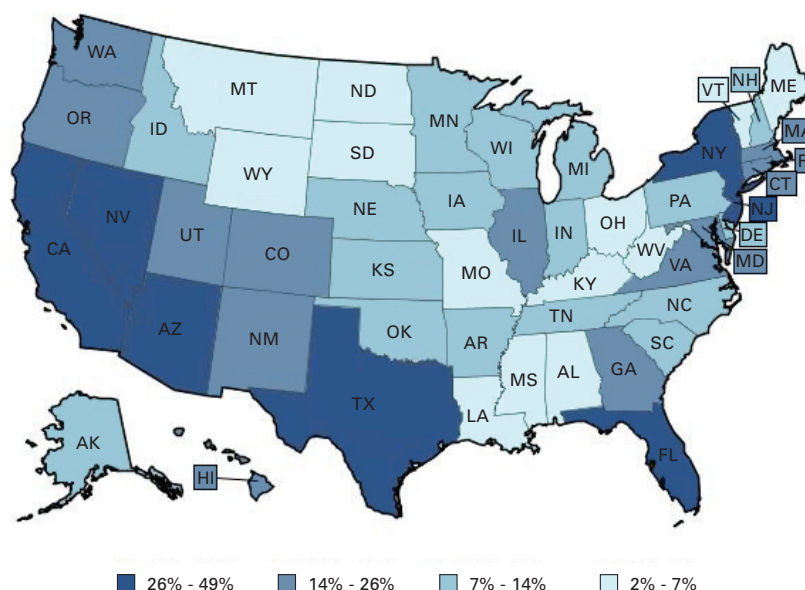 WA
MT
ND
ME
VT
NH
OR
ID
MN
WI
NY
MA
SD
WY
MI
CT
NE
IA
PA
NJ
NV
UT
CO
IL
IN
OH
DE
CA
KS
MO
WV
VA
MD
KY
NC
AZ
NM
OK
AR
TN
SC
MS
AL
GA
TX
LA
AK
FL
HI
26% - 49%
14% - 26%
7% - 14%
2% - 7%